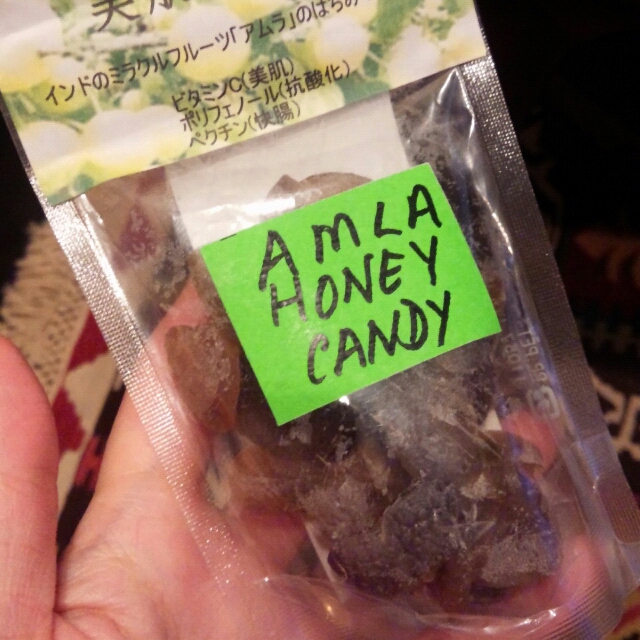 美肌
インドのミラクルフルーツ「アムラ」のはちみ
ビタミンC(美肌)
ポリフェノール(抗酸化)
ペクチン(快腸)
AMLA
HONEY
CANDY